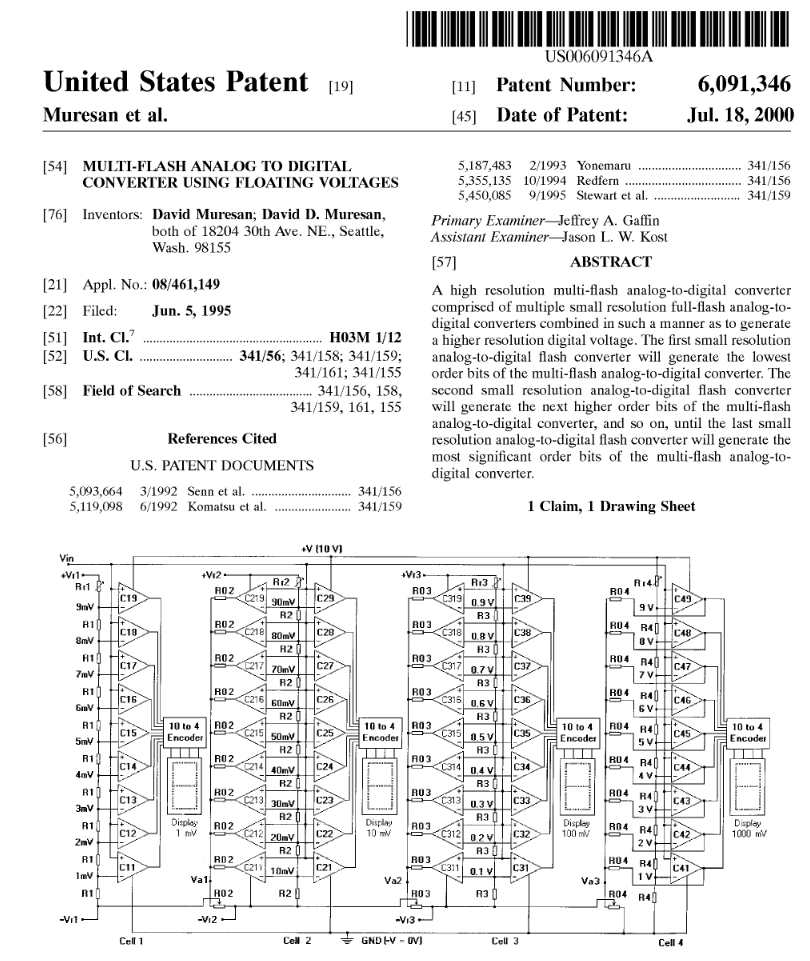 US006091346A
United States Patent [19]
Muresan et al.
[11] Patent Number: 6,091,346
[45] Date of Patent: Jul. 18, 2000
[54] MULTI-FLASH ANALOG TO DIGITAL
CONVERTER USING FLOATING VOLTAGES
[76] Inventors: David Muresan; David D. Muresan,
both of 18204 30th Ave. NE., Seattle,
Wash. 98155
[21] Appl. No.: 08/461,149
[22] Filed: Jun. 5, 1995
[51] Int. Cl.7 ........................................ H03M 1/12
[52] U.S. Cl. ..................... 341/56; 341/158; 341/159;
341/161; 341/155
[58] Field of Search ............................... 341/156, 158,
341/159, 161, 155
[56] References Cited
U.S. PATENT DOCUMENTS
5,093,664 3/1992 Senn et al. ............................. 341/156
5,119,098 6/1992 Komatsu et al. ....................... 341/159
5,187,483 2/1993 Yonemaru ............................... 341/156
5,355,135 10/1994 Redfern ................................... 341/156
5,450,085 9/1995 Stewart et al. .......................... 341/159
Primary Examiner—Jeffrey A. Gaffin
Assistant Examiner—Jason L. W. Kost
[57] ABSTRACT
A high resolution multi-flash analog-to-digital converter
comprised of multiple small resolution full-flash analog-to-
digital converters combined in such a manner as to generate
a higher resolution digital voltage. The first small resolution
analog-to-digital flash converter will generate the lowest
order bits of the multi-flash analog-to-digital converter. The
second small resolution analog-to-digital flash converter
will generate the next higher order bits of the multi-flash
analog-to-digital converter, and so on, until the last small
resolution analog-to-digital flash converter will generate the
most significant order bits of the multi-flash analog-to-
digital converter.
1 Claim, 1 Drawing Sheet
+V (10 V)
Vin
+Vr1 +Vr2 +Vr3
Rr1 C19 R02 C219 Rr2 C29 R03 C319 Rr3 C39 R04 Rr4 C49
9mV 90mV 0.9 V 9 V
R1 C18 R02 C218 R2 C28 R03 C318 R3 C38 R04 R4 C48
8mV 80mV 0.8 V 8 V
R1 C17 R02 C217 R2 C27 R03 C317 R3 C37 R04 R4 C47
7mV 70mV 0.7 V 7 V
R1 C16 R02 C216 R2 C26 R03 R3 C36 R04 R4 C46
6mV 60mV 0.6 V 6 V
R1 C15 R02 C215 R2 C25 R03 C315 R3 C35 R04 R4 C45
5mV 50mV 0.5 V 5 V
10 to 4 Encoder 10 to 4 Encoder 10 to 4 Encoder 10 to 4 Encoder
R1 C14 R02 C214 R2 C24 R03 C314 R3 C34 R04 R4 C44
4mV 40mV 0.4 V 4 V
R1 C13 R02 C213 R2 C23 R03 C313 R3 C33 R04 R4 C43
3mV 30mV 0.3 V 3 V
Display 1 mV Display 10 mV Display 100 mV Display 1000 mV
R1 C12 R02 C212 R2 C22 R03 C312 R3 C32 R04 R4 C42
2mV 20mV 0.2 V 2 V
R1 C11 R02 C211 R2 C21 R03 C311 R3 C31 R04 R4 C41
1mV 10mV 0.1 V 1 V
R1 Va1 R02 R2 Va2 R03 R3 Va3 R04 R4
-Vr1 -Vr2 -Vr3
Cell 1 Cell 2 GND (-V = 0V) Cell 3 Cell 4